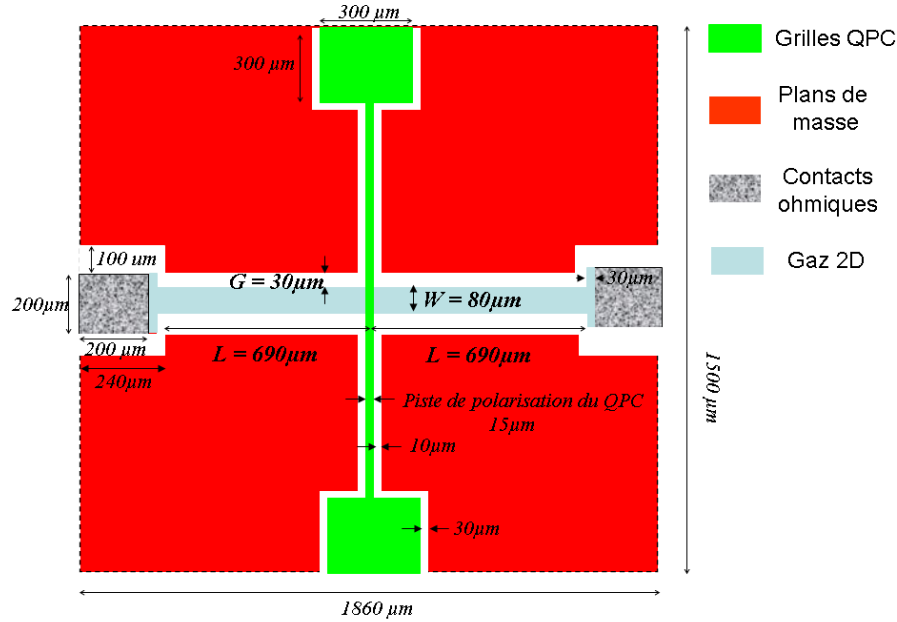 300 µm
300 µm
Grilles QPC
Plans de
masse
Contacts
ohmiques
Gaz 2D
100 um
G = 30µm
30µm
200µm
W = 80µm
200 µm
L = 690µm
L = 690µm
240µm
1500 µm
Piste de polarisation du QPC
15µm
10µm
30µm
1860 µm